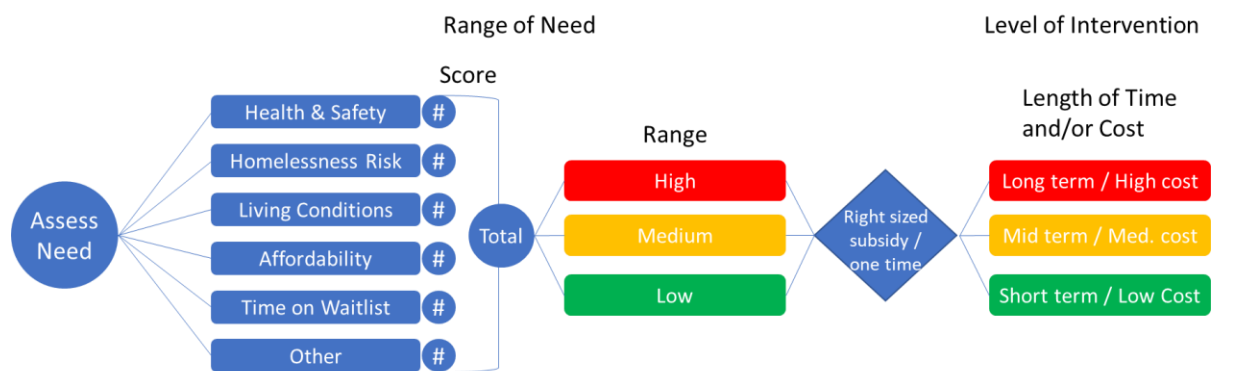 Range of Need
Level of Intervention
Score
Length of Time
and/or Cost
Range
Assess
Need
Health & Safety #
Homelessness Risk #
Living Conditions #
Affordability #
Time on Waitlist #
Other #
Total
High
Medium
Low
Right sized
subsidy /
one time
Long term / High cost
Mid term / Med. cost
Short term / Low Cost